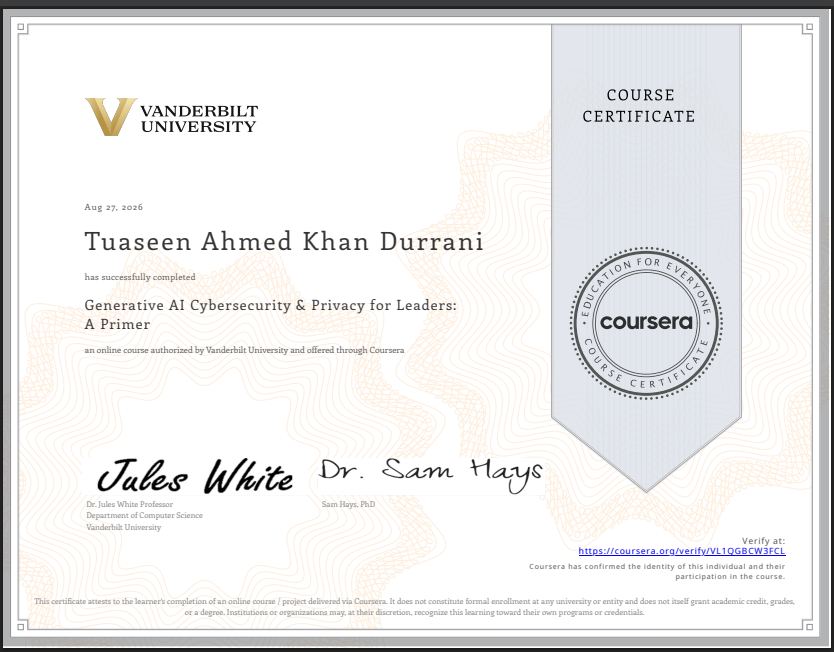 VANDERBILT
UNIVERSITY
COURSE
CERTIFICATE
Aug 27, 2026
Tuaseen Ahmed Khan Durrani
has successfully completed
Generative AI Cybersecurity & Privacy for Leaders:
A Primer
an online course authorized by Vanderbilt University and offered through Coursera
EDUCATION FOR EVERYONE
coursera
COURSE CERTIFICATE
Jules White
Dr. Sam Hays
Dr. Jules White Professor
Department of Computer Science
Vanderbilt University
Sam Hays, PhD
Verify at:
https://coursera.org/verify/VL1QGBCW3FCL
Coursera has confirmed the identity of this individual and their
participation in the course.
This certificate attests to the learner's completion of an online course / project delivered via Coursera. It does not constitute formal enrollment at any university or entity and does not itself grant academic credit, grades,
or a degree. Institutions or organizations may, at their discretion, recognize this learning toward their own programs or credentials.